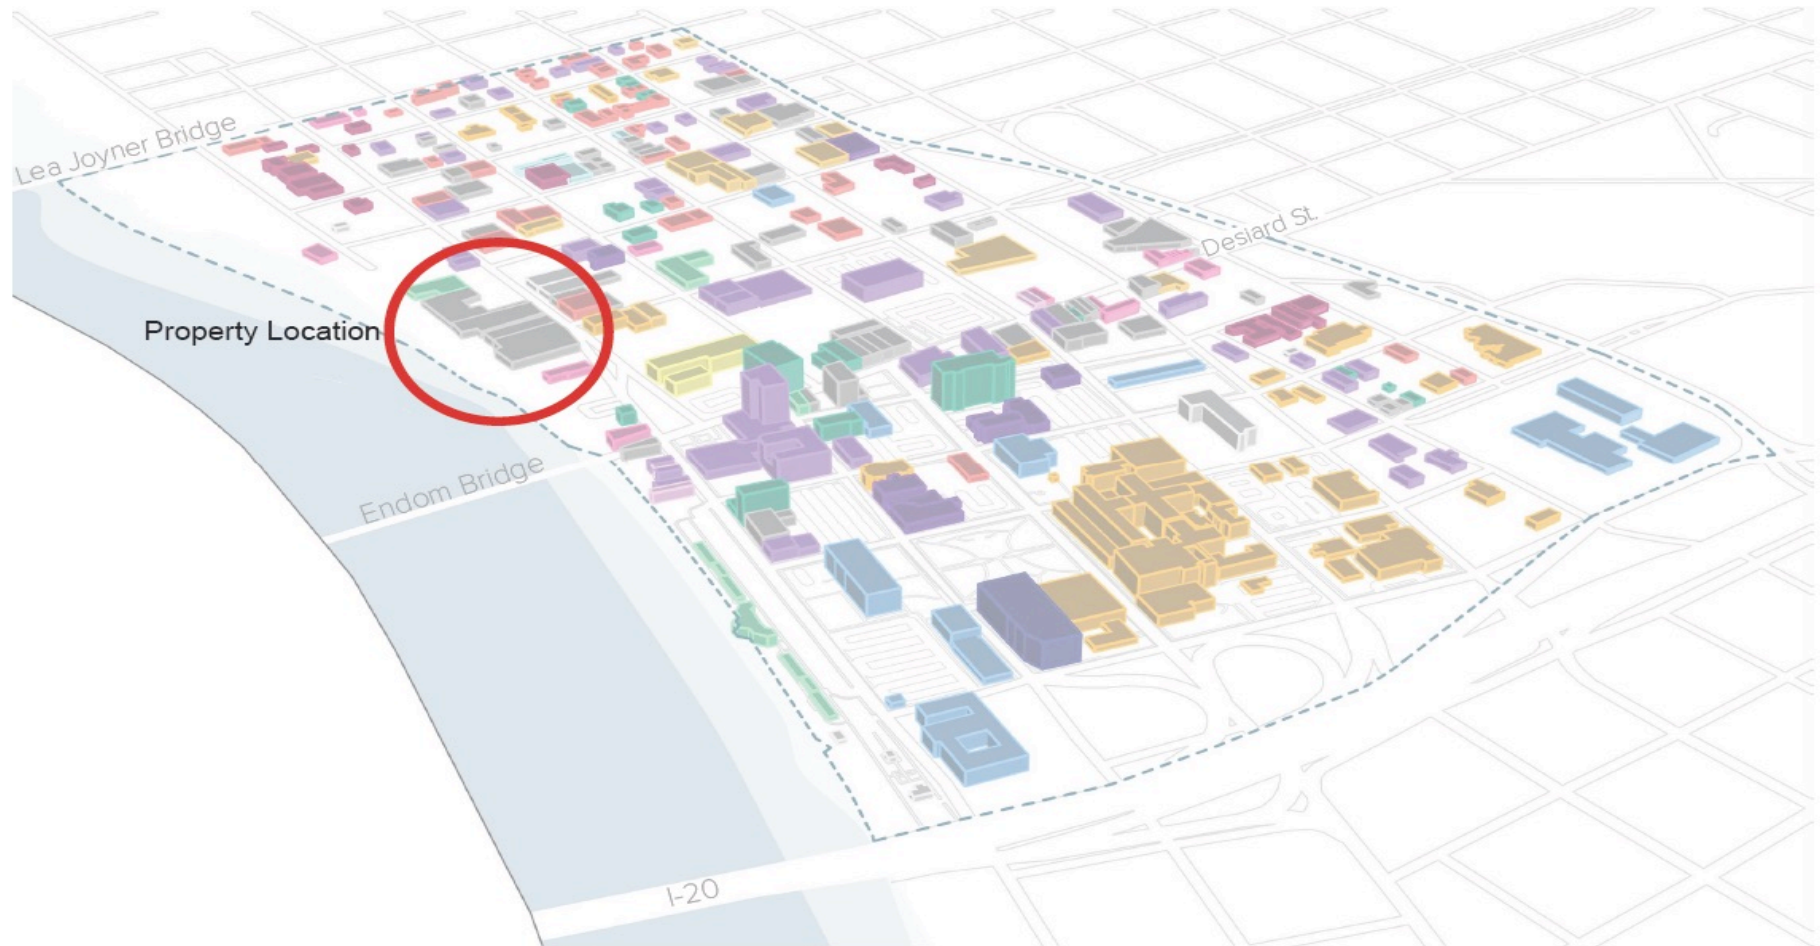 Lea Joyner Bridge
Desiard St.
Property Location
Endom Bridge
I-20